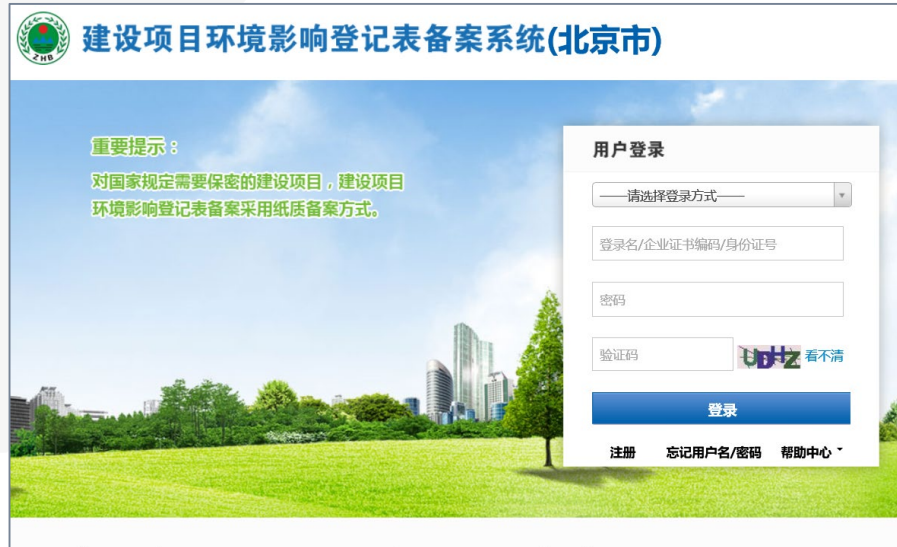 ZHB
建设项目环境影响登记表备案系统(北京市)
重要提示：
对国家规定需要保密的建设项目，建设项目
环境影响登记表备案采用纸质备案方式。
用户登录
——请选择登录方式——
登录名/企业证书编码/身份证号
密码
验证码 UDHZ 看不清
登录
注册 忘记用户名/密码 帮助中心